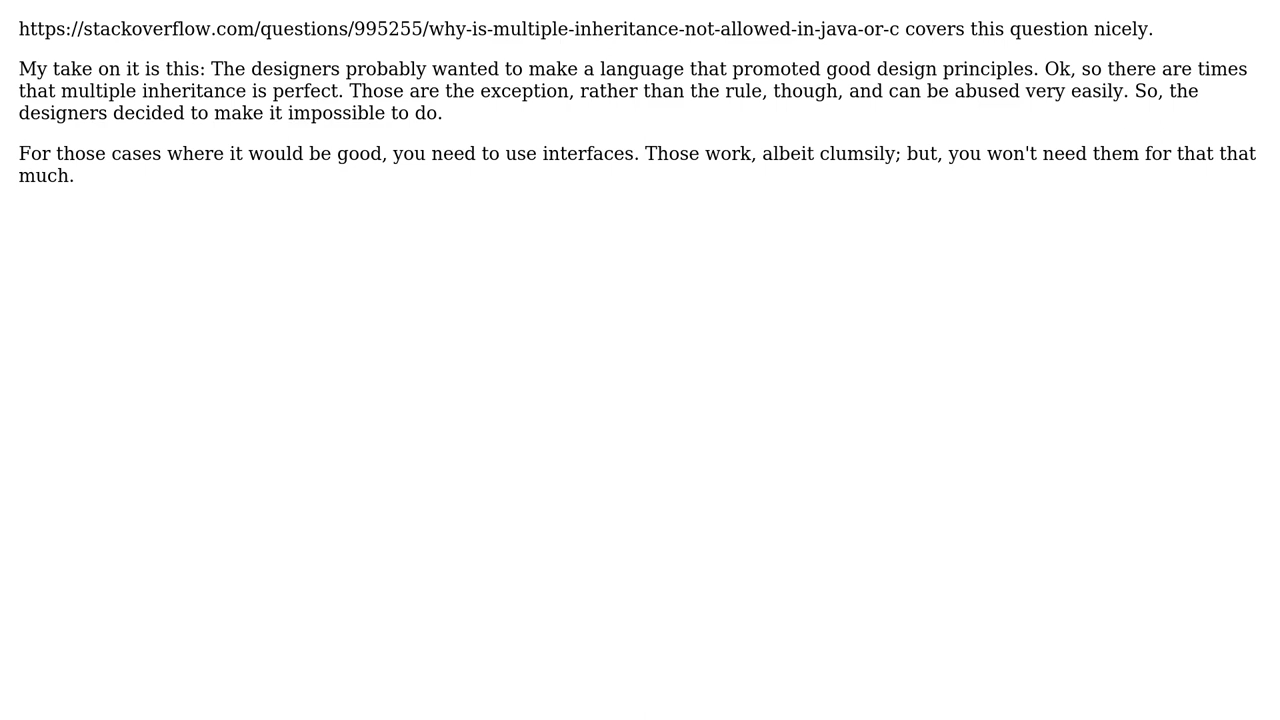 https://stackoverflow.com/questions/995255/why-is-multiple-inheritance-not-allowed-in-java-or-c covers this question nicely.
My take on it is this: The designers probably wanted to make a language that promoted good design principles. Ok, so there are times
that multiple inheritance is perfect. Those are the exception, rather than the rule, though, and can be abused very easily. So, the
designers decided to make it impossible to do.
For those cases where it would be good, you need to use interfaces. Those work, albeit clumsily; but, you won't need them for that that
much.